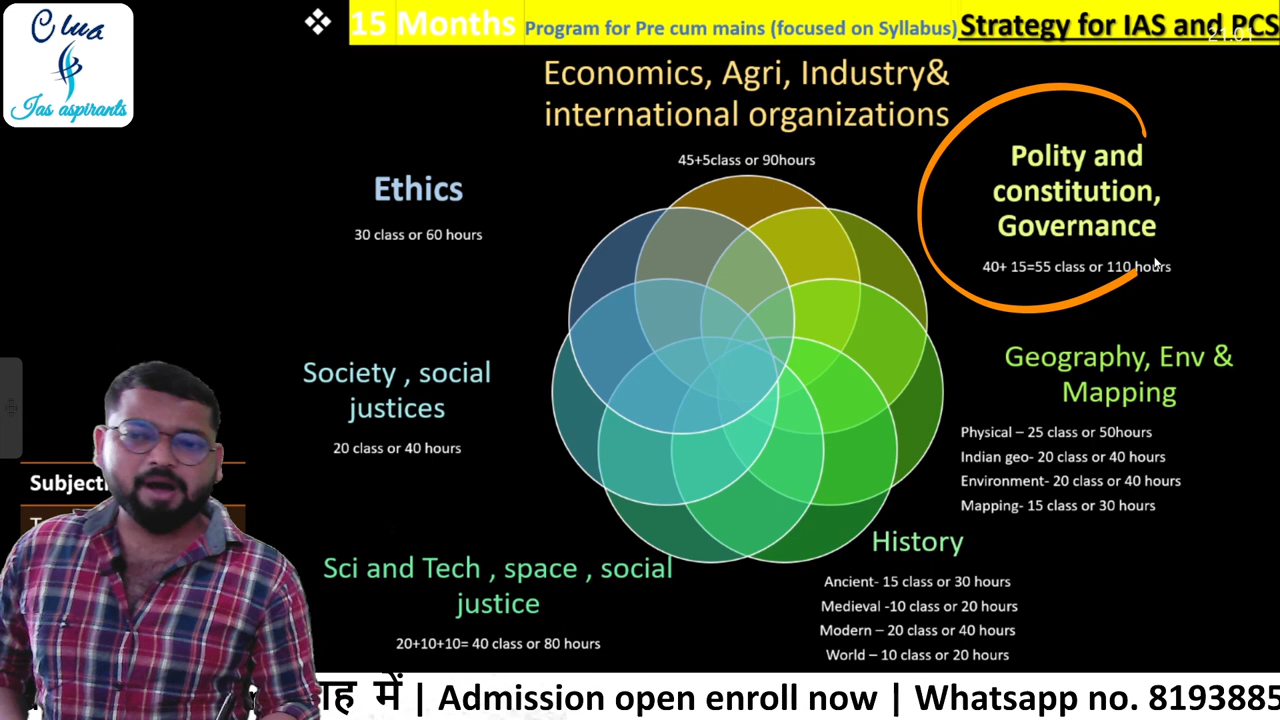 Clua
Ias aspirants
❖ 15 Months Program for Pre cum mains (focused on Syllabus) Strategy for IAS and PCS
21:01
Economics, Agri, Industry&
international organizations
45+5class or 90hours
Polity and
constitution,
Governance
40+ 15=55 class or 110 hours
Ethics
30 class or 60 hours
Geography, Env &
Mapping
Physical – 25 class or 50hours
Indian geo- 20 class or 40 hours
Environment- 20 class or 40 hours
Mapping- 15 class or 30 hours
Society , social
justices
20 class or 40 hours
Subject
History
Ancient- 15 class or 30 hours
Medieval -10 class or 20 hours
Modern – 20 class or 40 hours
World – 10 class or 20 hours
Sci and Tech , space , social
justice
20+10+10= 40 class or 80 hours
में | Admission open enroll now | Whatsapp no. 8193885